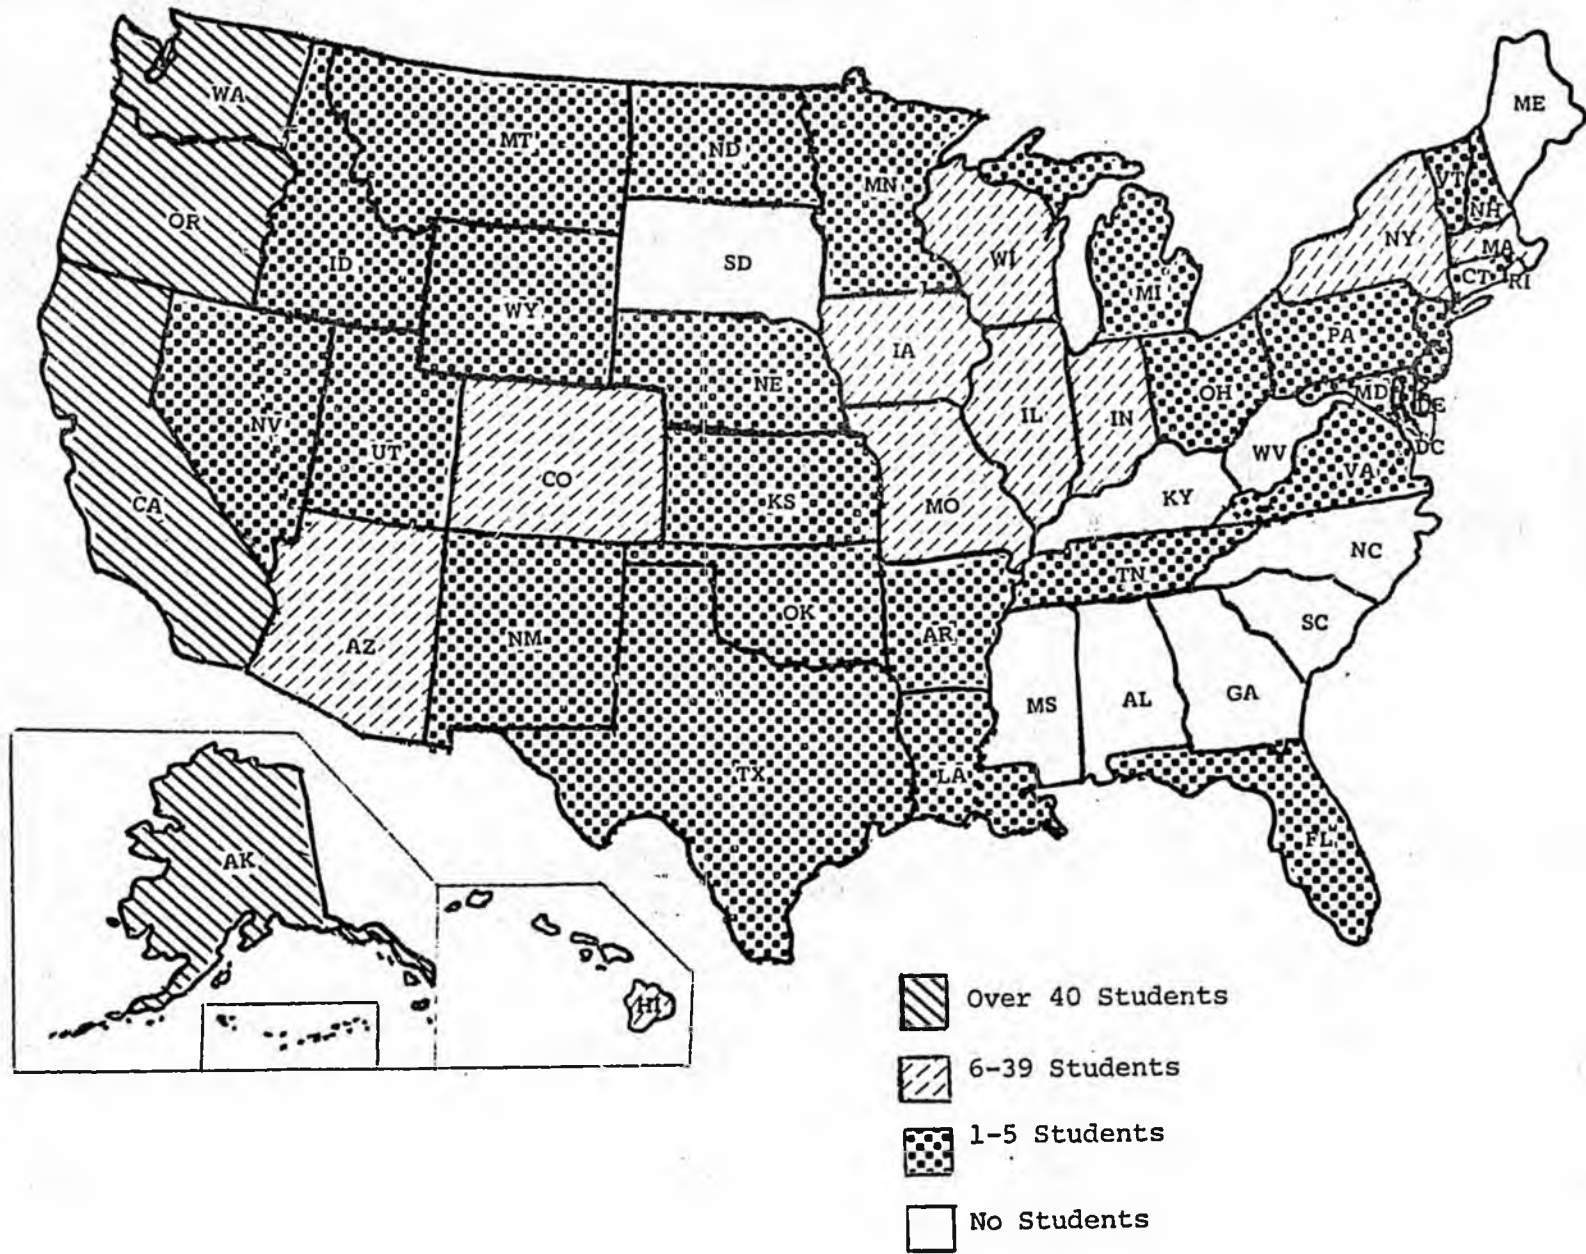 WA
MT
ND
MN
OR
ID
WY
SD
WI
MI
NY
VT
NH
ME
MA
CT
RI
NV
UT
CO
NE
IA
IL
IN
OH
PA
MD
DE
DC
WV
VA
CA
KS
MO
KY
NC
TN
AZ
NM
OK
AR
SC
TX
LA
MS
AL
GA
FL
AK
HI
Over 40 Students
6-39 Students
1-5 Students
No Students